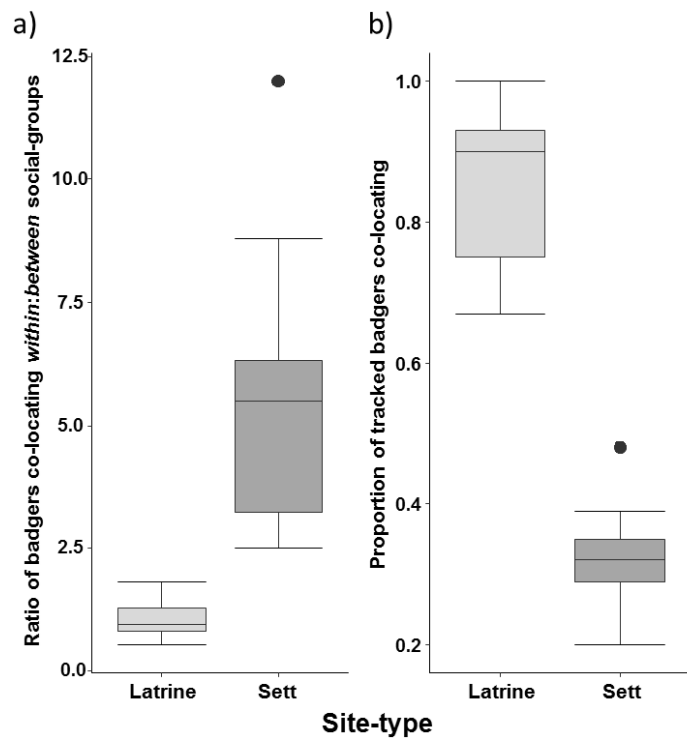 a)
Ratio of badgers co-locating within:between social-groups
12.5
10.0
7.5
5.0
2.5
0.0
Latrine Sett
b)
Proportion of tracked badgers co-locating
1.0
0.8
0.6
0.4
0.2
Latrine Sett
Site-type